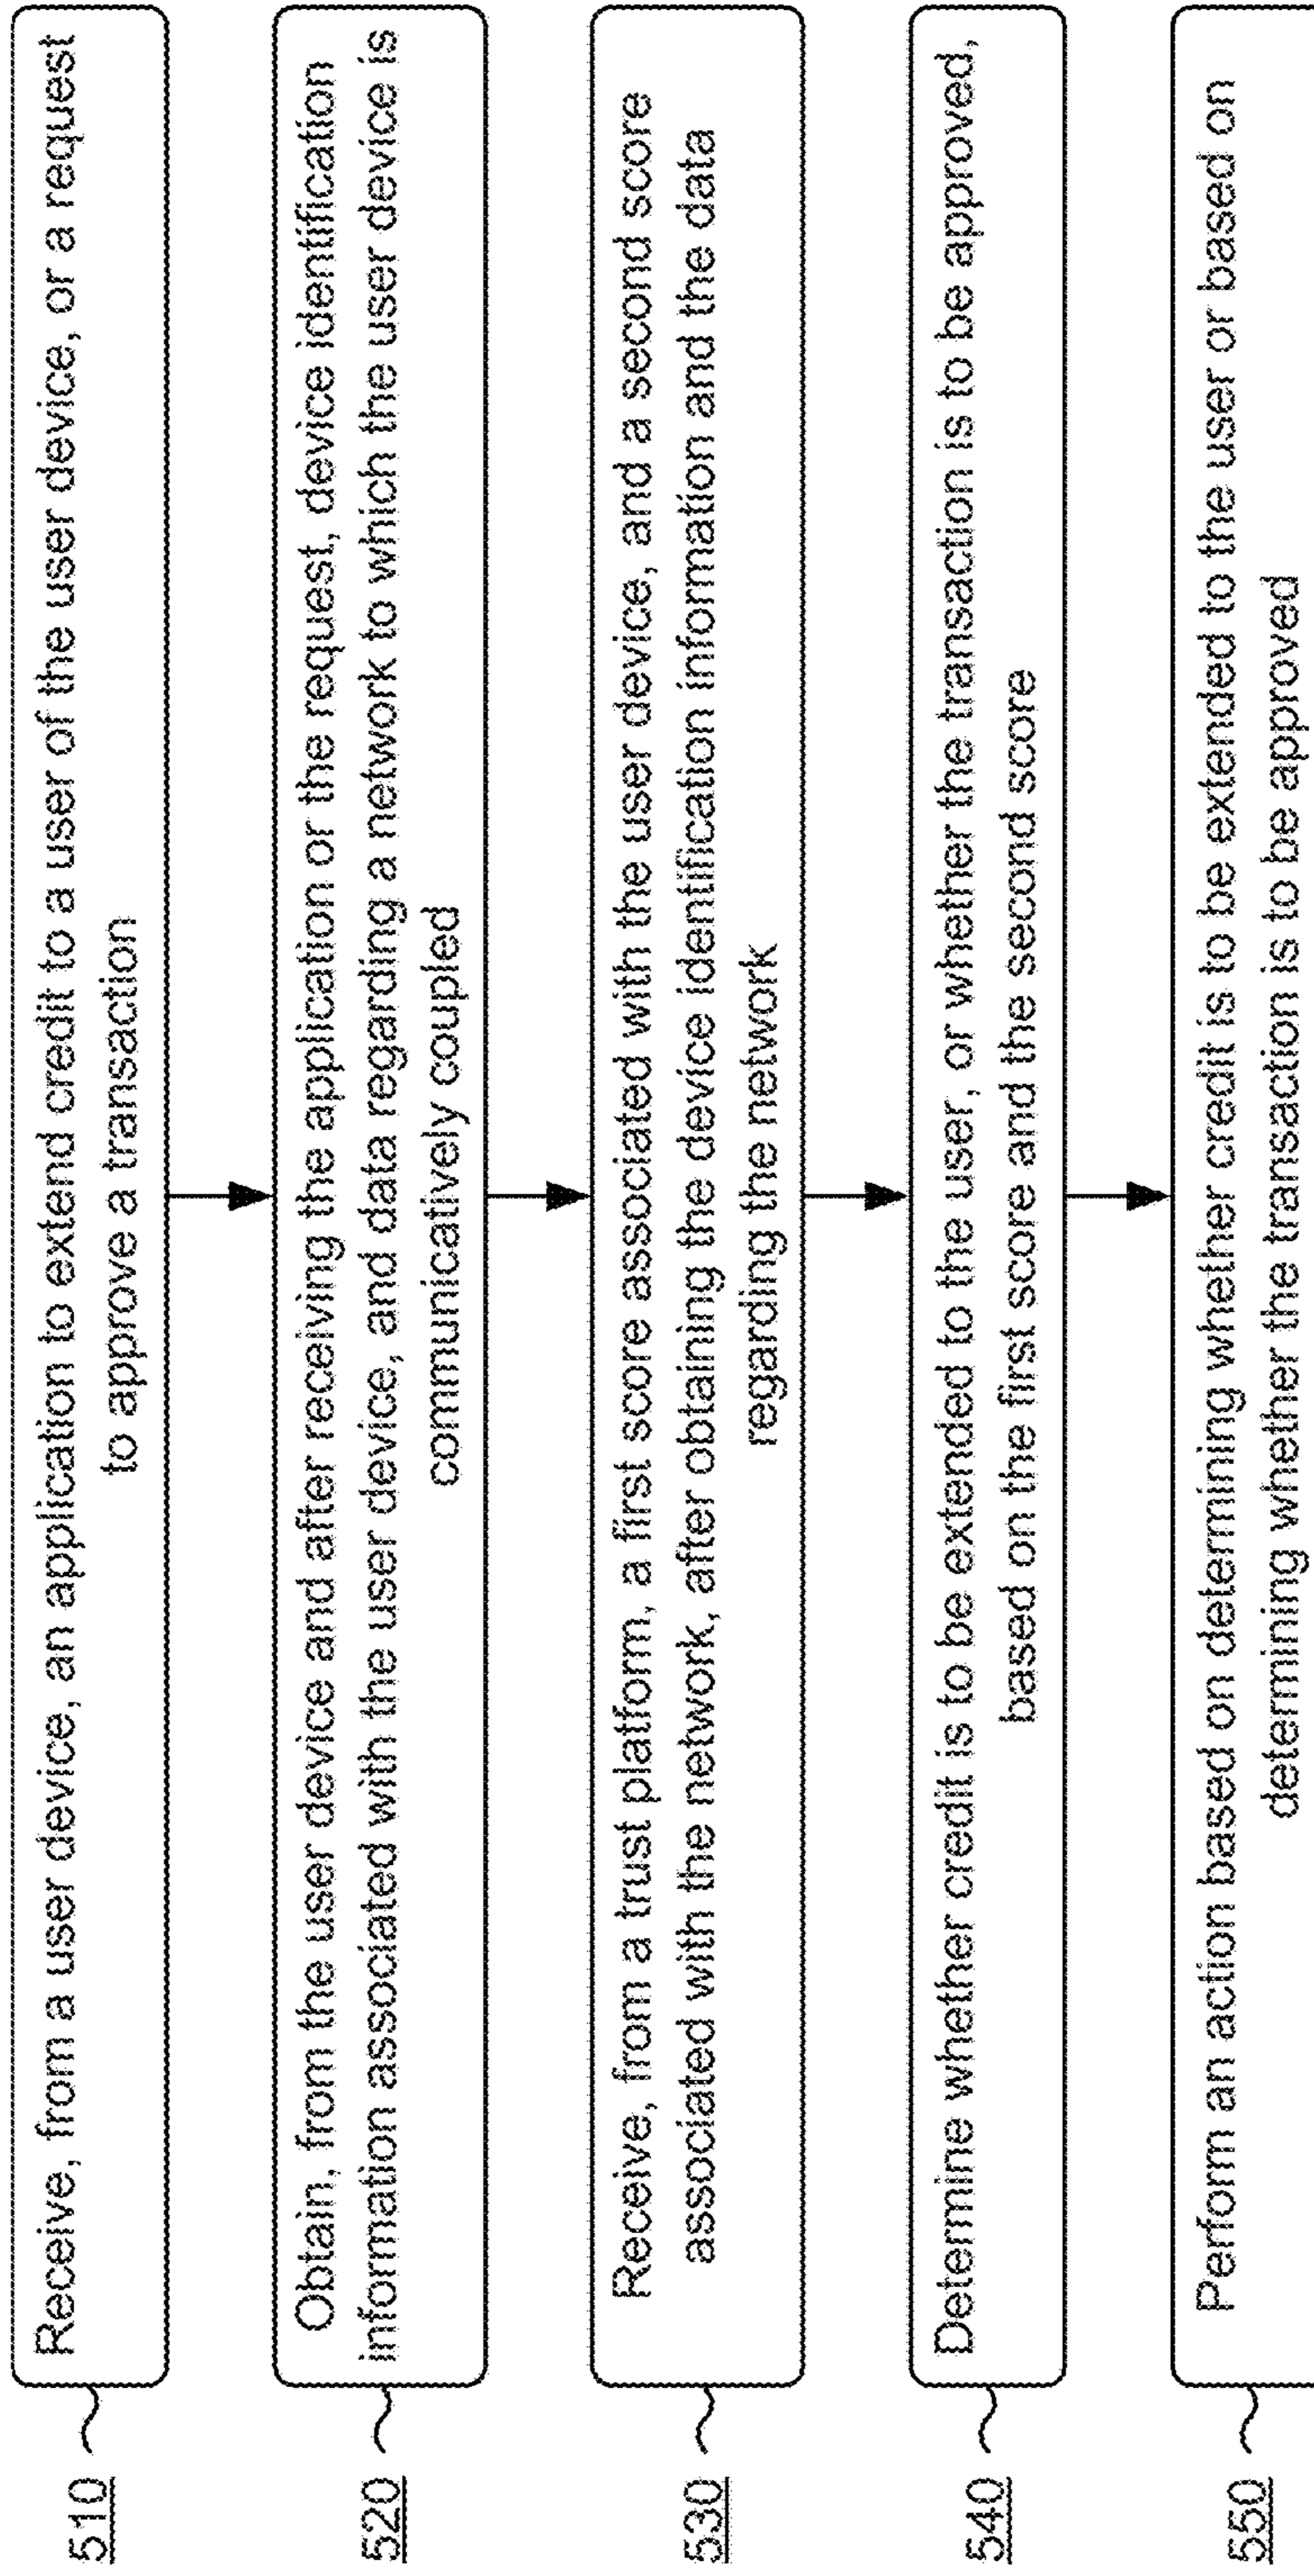 510
Receive, from a user device, an application to extend credit to a user of the user device, or a request
to approve a transaction
520
Obtain, from the user device and after receiving the application or the request, device identification
information associated with the user device, and data regarding a network to which the user device is
communicatively coupled
530
Receive, from a trust platform, a first score associated with the user device, and a second score
associated with the network, after obtaining the device identification information and the data
regarding the network
540
Determine whether credit is to be extended to the user, or whether the transaction is to be approved,
based on the first score and the second score
550
Perform an action based on determining whether credit is to be extended to the user or based on
determining whether the transaction is to be approved